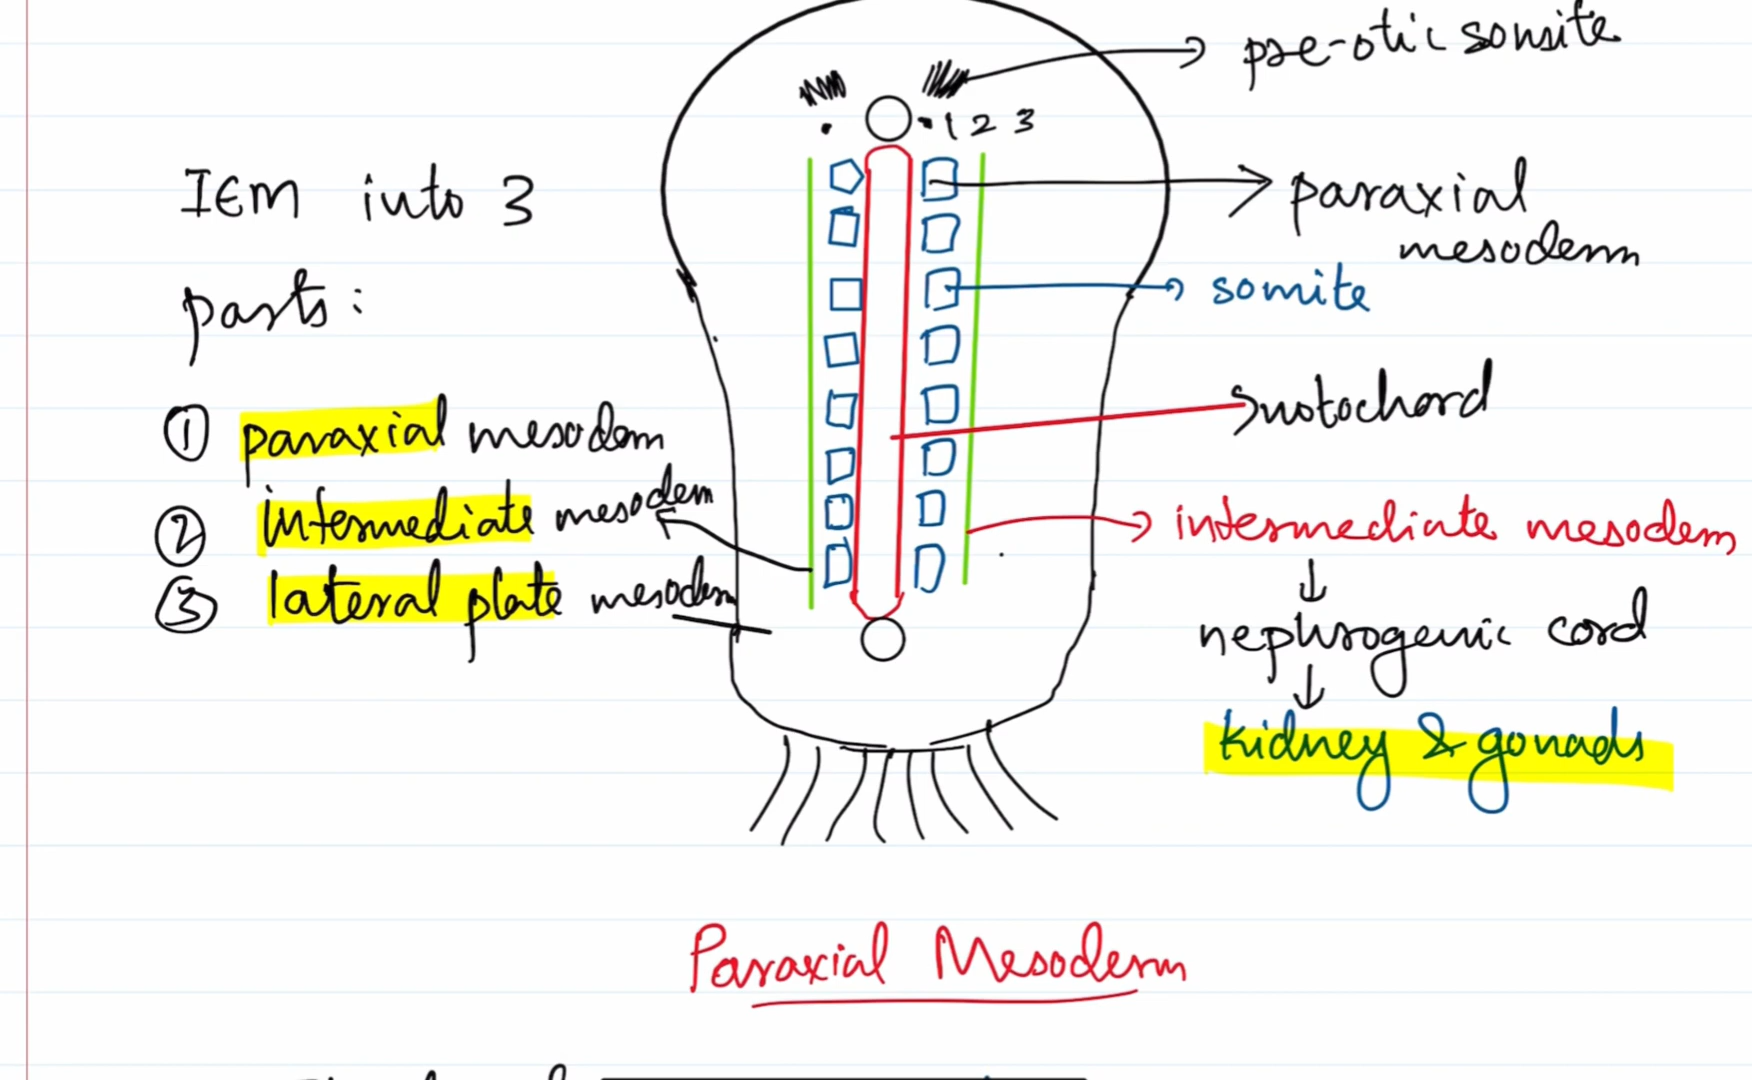 pre-otic somite
1 2 3
IEM into 3
parts:
paraxial
mesoderm
somite
① paraxial mesoderm
notochord
② intermediate mesoderm
intermediate mesoderm
↓
③ lateral plate mesoderm
nephrogenic cord
↓
kidney & gonads
Paraxial Mesoderm